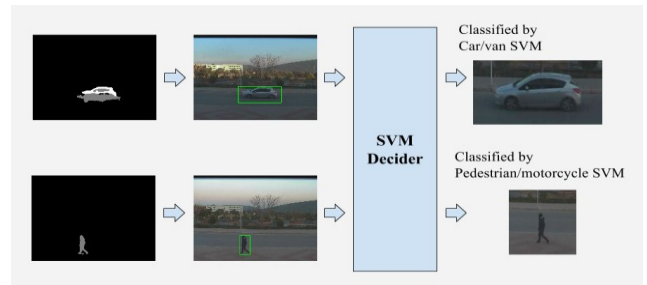 Classified by
Car/van SVM
SVM
Decider
Classified by
Pedestrian/motorcycle SVM